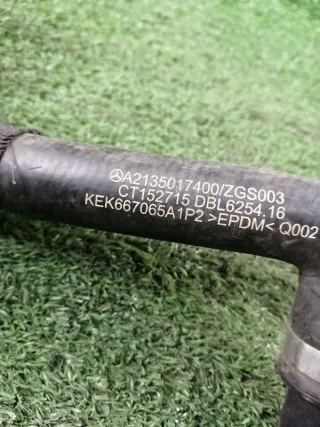 A2135017400/ZGS003
CT152715 DBL6254.16
KEK667065A1P2 >EPDM< Q002